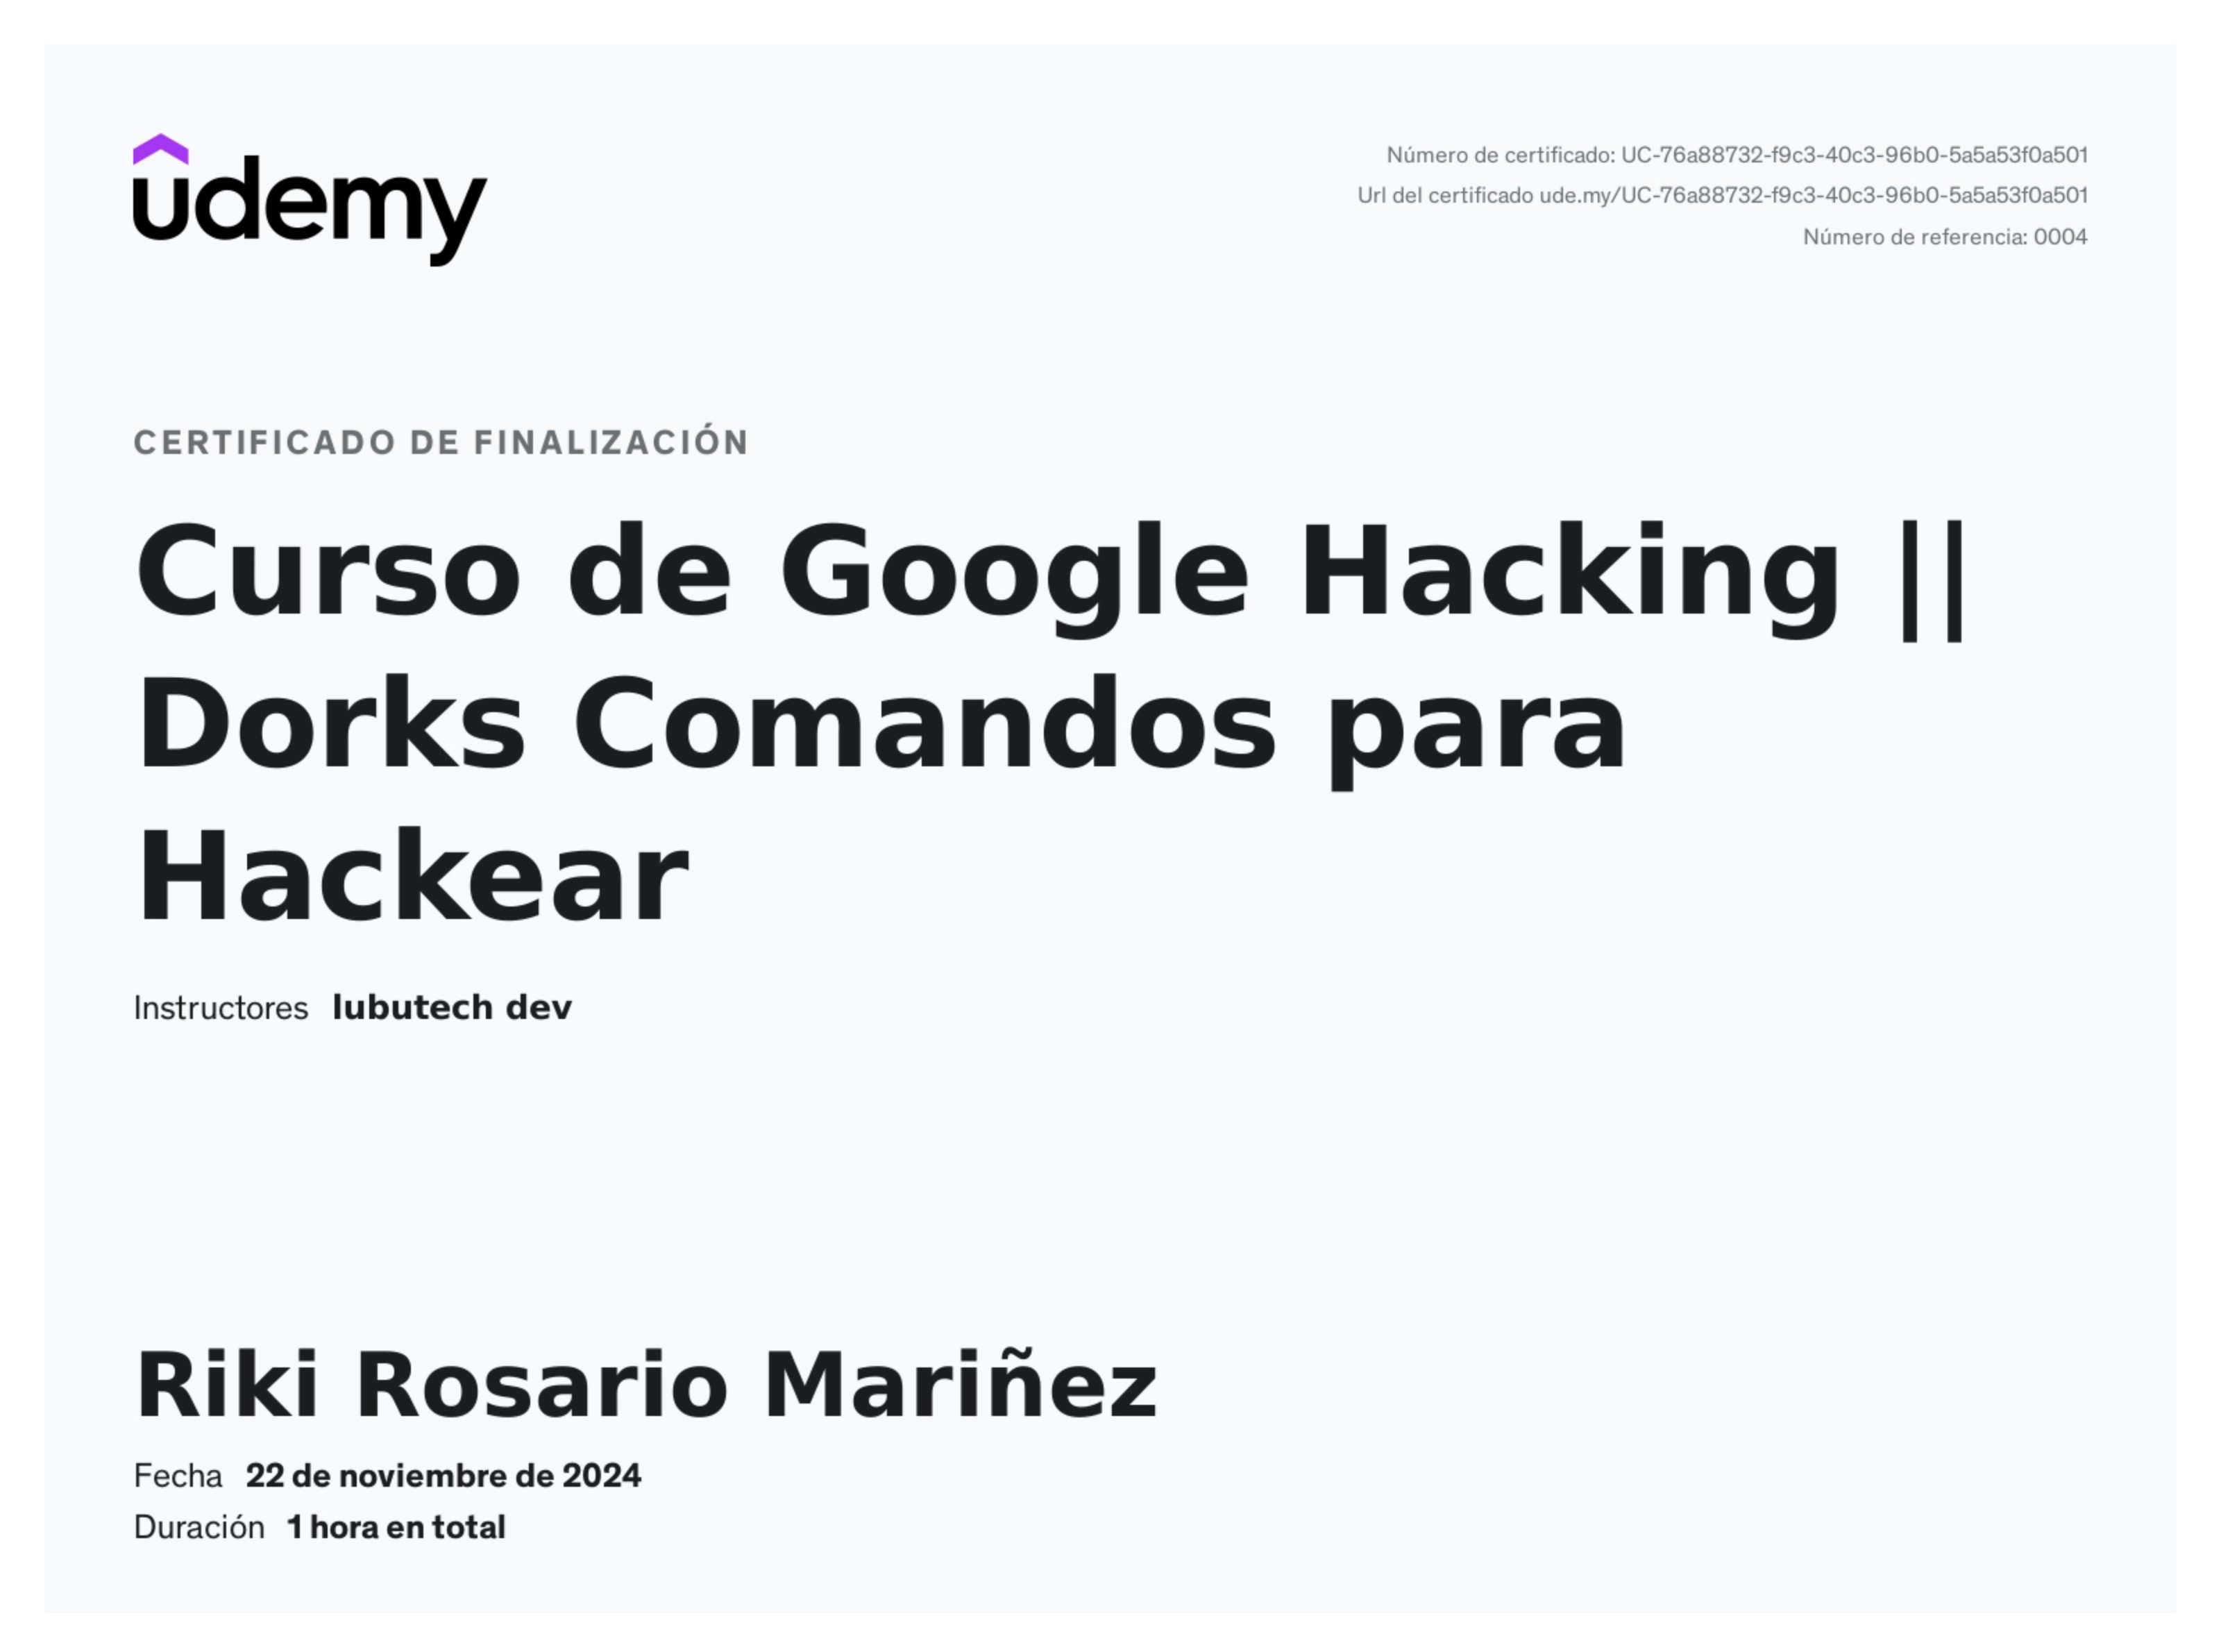 udemy
Número de certificado: UC-76a88732-f9c3-40c3-96b0-5a5a53f0a501
Url del certificado ude.my/UC-76a88732-f9c3-40c3-96b0-5a5a53f0a501
Número de referencia: 0004
CERTIFICADO DE FINALIZACIÓN
Curso de Google Hacking ||
Dorks Comandos para
Hackear
Instructores lubutech dev
Riki Rosario Mariñez
Fecha 22 de noviembre de 2024
Duración 1 hora en total